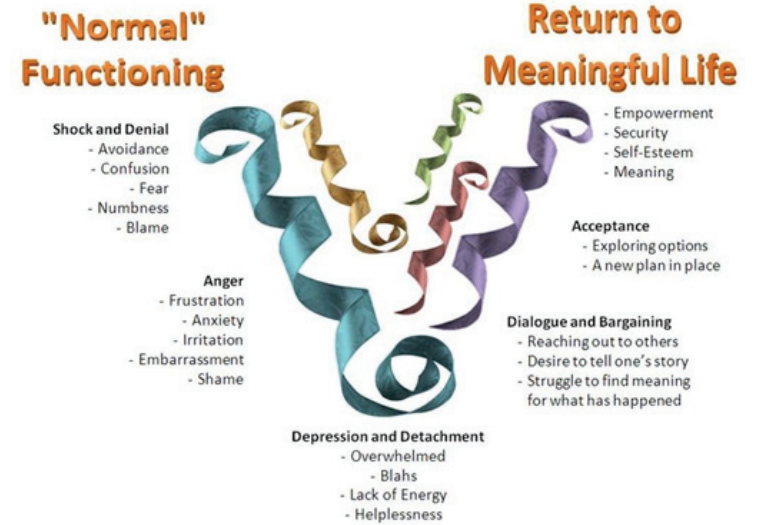 "Normal"
Functioning
Shock and Denial
- Avoidance
- Confusion
- Fear
- Numbness
- Blame
Anger
- Frustration
- Anxiety
- Irritation
- Embarrassment
- Shame
Depression and Detachment
- Overwhelmed
- Blahs
- Lack of Energy
- Helplessness
Dialogue and Bargaining
- Reaching out to others
- Desire to tell one's story
- Struggle to find meaning
for what has happened
Acceptance
- Exploring options
- A new plan in place
Return to
Meaningful Life
- Empowerment
- Security
- Self-Esteem
- Meaning